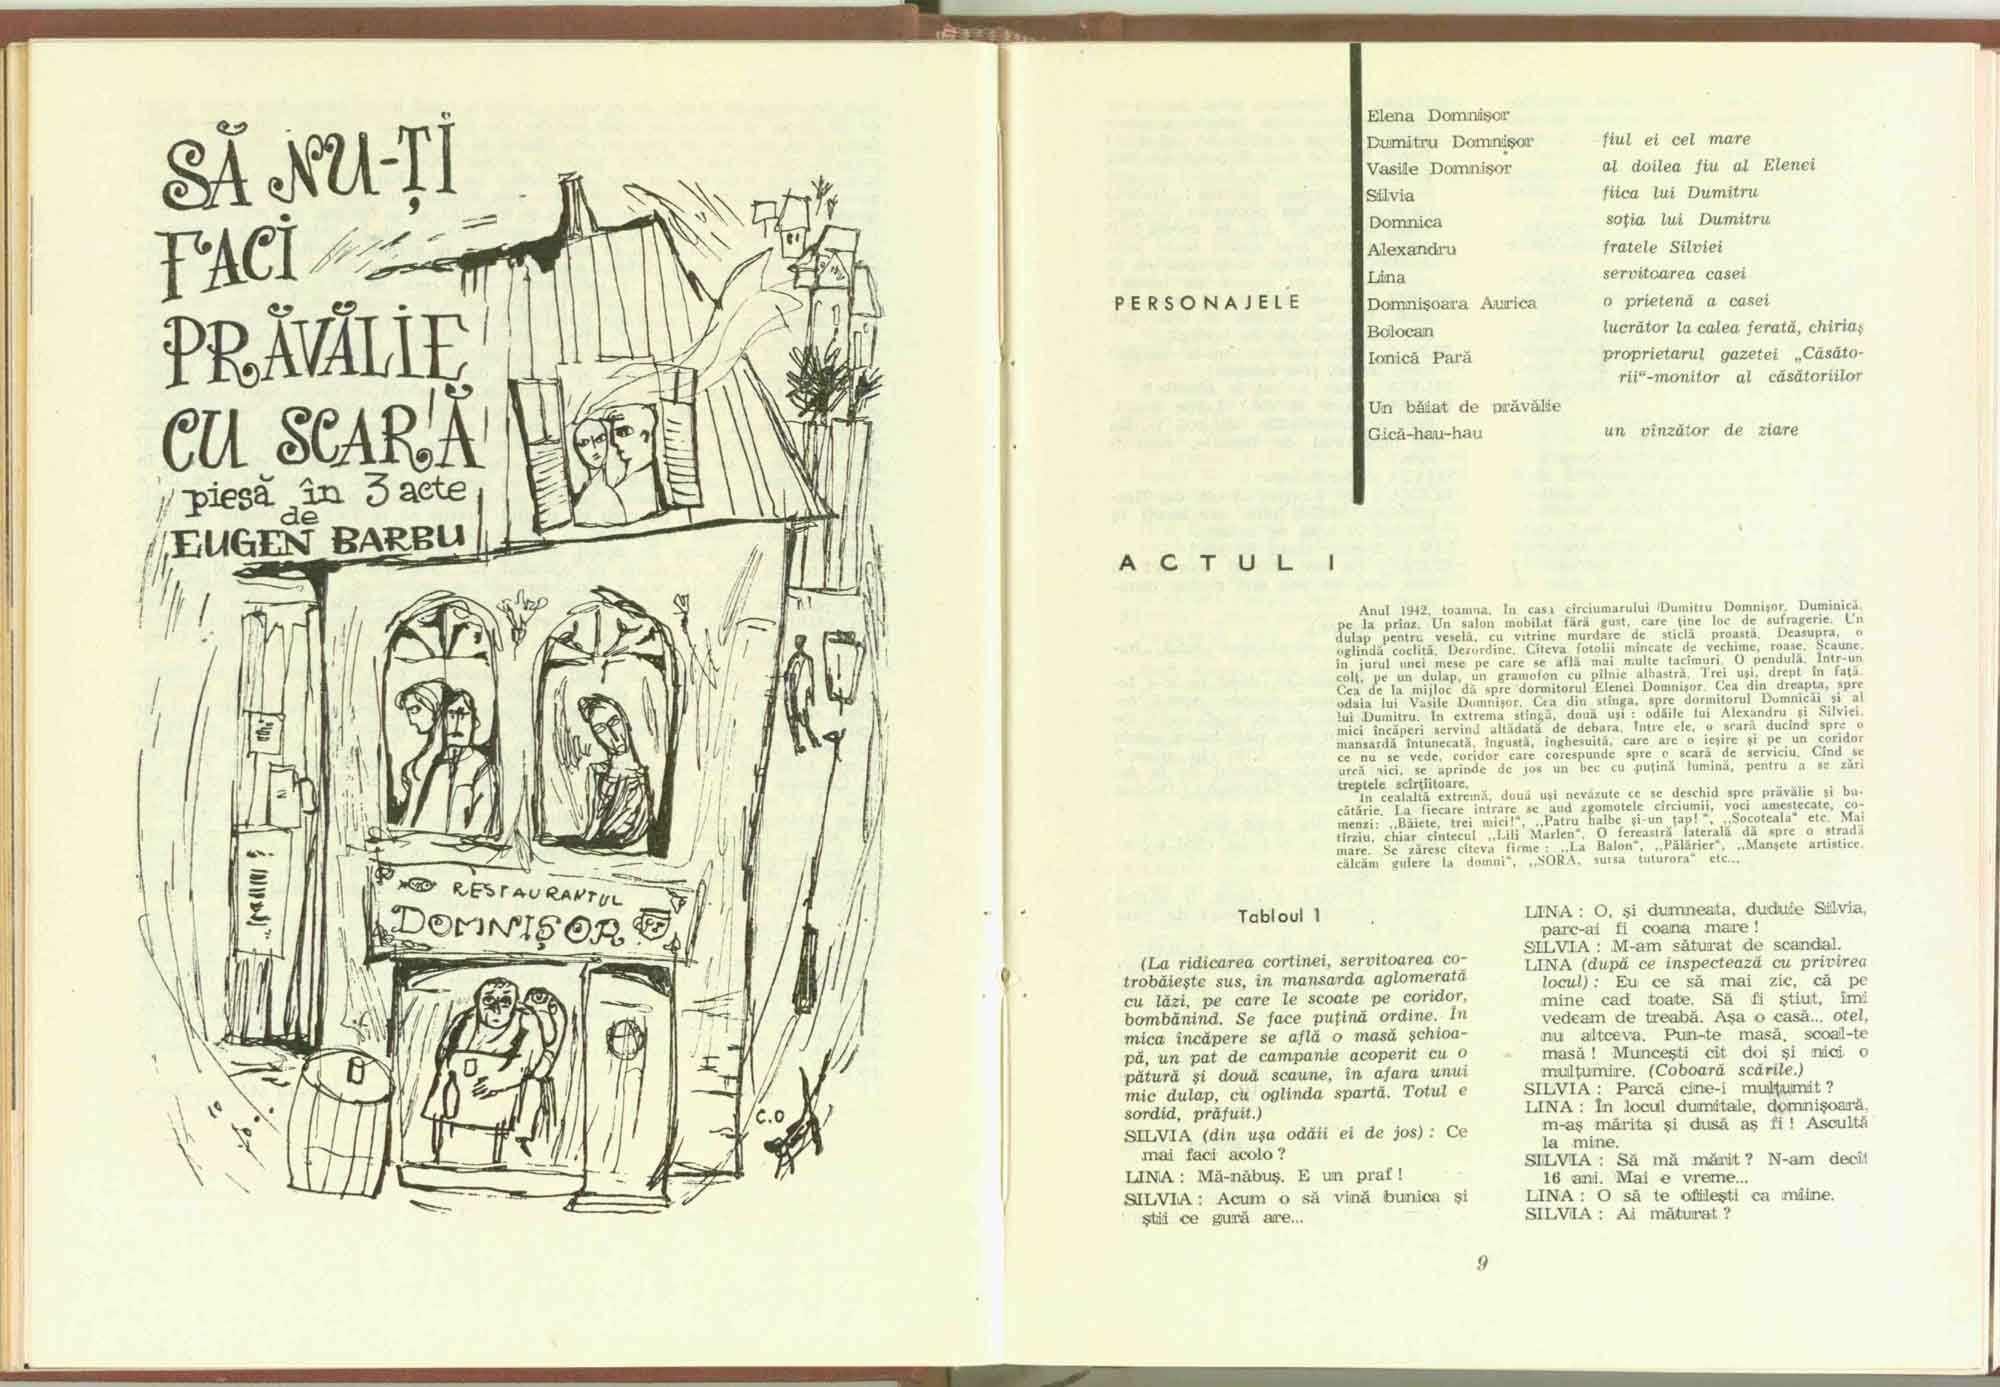 SĂ NU-ȚI
FACI
PRĂVĂLIE
CU SCARĂ
piesă în 3 acte
de
EUGEN BARBU
RESTAURANTUL
DOMNIȘOR
C.O
PERSONAJELE
Elena Domnișor
Dumitru Domnișor fiul ei cel mare
Vasile Domnișor al doilea fiu al Elenei
Silvia fiica lui Dumitru
Domnica soția lui Dumitru
Alexandru fratele Silviei
Lina servitoarea casei
Domnișoara Aurica o prietenă a casei
Bolocan lucrător la calea ferată, chiriaș
Ionică Pară proprietarul gazetei „Căsăto-
rii“-monitor al căsătoriilor
Un băiat de prăvălie
Gică-hau-hau un vînzător de ziare
ACTUL I
Anul 1942, toamna. In casa cîrciumarului Dumitru Domnișor. Duminică,
pe la prînz. Un salon mobilat fără gust, care ține loc de sufragerie. Un
dulap pentru veselă, cu vitrine murdare de sticlă proastă. Deasupra, o
oglindă coclită. Dezordine. Cîteva fotolii mîncate de vechime, roase. Scaune,
în jurul unei mese pe care se află mai multe tacîmuri. O pendulă. Într-un
colț, pe un dulap, un gramofon cu pîlnie albastră. Trei uși, drept în față.
Cea de la mijloc dă spre dormitorul Elenei Domnișor. Cea din dreapta, spre
odaia lui Vasile Domnișor. Cea din stînga, spre dormitorul Domnicăi și al
lui Dumitru. In extrema stîngă, două uși : odăile lui Alexandru și Silviei,
mici încăperi servind altădată de debara. Intre ele, o scară ducînd spre o
mansardă întunecată, îngustă, înghesuită, care are o ieșire și pe un coridor
ce nu se vede, coridor care corespunde spre o scară de serviciu. Cînd se
urcă aici, se aprinde de jos un bec cu puțină lumină, pentru a se zări
treptele scîrțîitoare.
In cealaltă extremă, două uși nevăzute ce se deschid spre prăvălie și bu-
cătărie. La fiecare intrare se aud zgomotele cîrciumii, voci amestecate, co-
menzi: „Băiete, trei mici!“, „Patru halbe și-un țap!“, „Socoteala“ etc. Mai
tîrziu, chiar cîntecul „Lili Marlen“. O fereastră laterală dă spre o stradă
mare. Se zăresc cîteva firme : „La Balon“, „Pălărier“, „Manșete artistice,
călcăm gulere la domni“, „SORA, sursa tuturora“ etc...
Tabloul 1
(La ridicarea cortinei, servitoarea co-
trobăiește sus, în mansarda aglomerată
cu lăzi, pe care le scoate pe coridor,
bombănind. Se face puțină ordine. În
mica încăpere se află o masă șchioa-
pă, un pat de campanie acoperit cu o
pătură și două scaune, în afara unui
mic dulap, cu oglinda spartă. Totul e
sordid, prăfuit.)
SILVIA (din ușa odăii ei de jos) : Ce
mai faci acolo ?
LINA : Mă-năbuș. E un praf !
SILVIA : Acum o să vină bunica și
știi ce gură are...
LINA : O, și dumneata, duduie Silvia,
parc-ai fi coana mare !
SILVIA : M-am săturat de scandal.
LINA (după ce inspectează cu privirea
locul) : Eu ce să mai zic, că pe
mine cad toate. Să fi știut, îmi
vedeam de treabă. Așa o casă... otel,
nu altceva. Pun-te masă, scoal-te
masă ! Muncești cît doi și nici o
mulțumire. (Coboară scările.)
SILVIA : Parcă cine-i mulțumit ?
LINA : În locul dumitale, domnișoară,
m-aș mărita și dusă aș fi ! Ascultă
la mine.
SILVIA : Să mă mărit ? N-am decît
16 ani. Mai e vreme...
LINA : O să te ofilești ca mîine.
SILVIA : Ai măturat ?
9